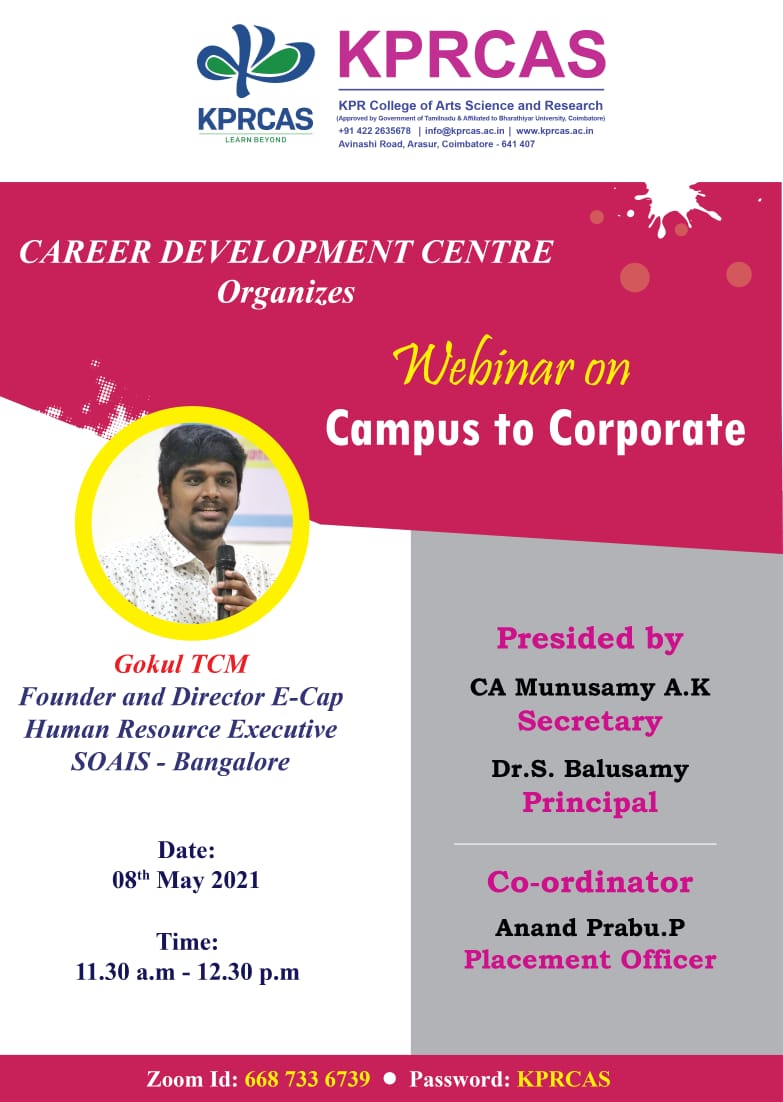 KPRCAS
LEARN BEYOND
KPRCAS
KPR College of Arts Science and Research
(Approved by Government of Tamilnadu & Affiliated to Bharathiyar University, Coimbatore)
+91 422 2635678 | info@kprcas.ac.in | www.kprcas.ac.in
Avinashi Road, Arasur, Coimbatore - 641 407
CAREER DEVELOPMENT CENTRE
Organizes
Webinar on
Campus to Corporate
Gokul TCM
Founder and Director E-Cap
Human Resource Executive
SOAIS - Bangalore
Date:
08th May 2021
Time:
11.30 a.m - 12.30 p.m
Presided by
CA Munusamy A.K
Secretary
Dr.S. Balusamy
Principal
Co-ordinator
Anand Prabu.P
Placement Officer
Zoom Id: 668 733 6739 ● Password: KPRCAS